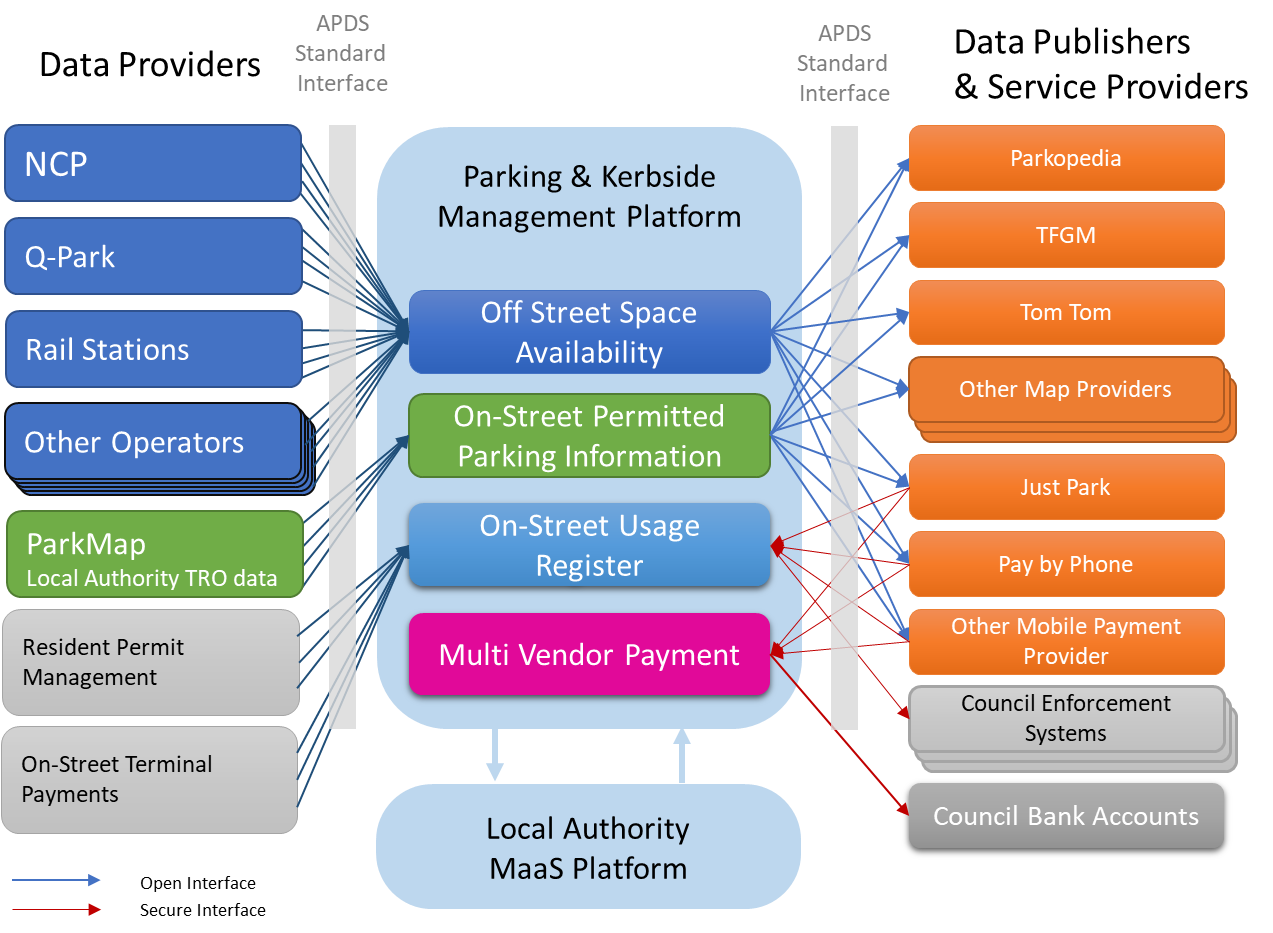 Data Providers
APDS
Standard
Interface
APDS
Standard
Interface
Data Publishers
& Service Providers
NCP
Q-Park
Rail Stations
Other Operators
ParkMap
Local Authority TRO data
Resident Permit
Management
On-Street Terminal
Payments
Parking & Kerbside
Management Platform
Off Street Space
Availability
On-Street Permitted
Parking Information
On-Street Usage
Register
Multi Vendor Payment
Local Authority
MaaS Platform
Parkopedia
TFGM
Tom Tom
Other Map Providers
Just Park
Pay by Phone
Other Mobile Payment
Provider
Council Enforcement
Systems
Council Bank Accounts
Open Interface
Secure Interface